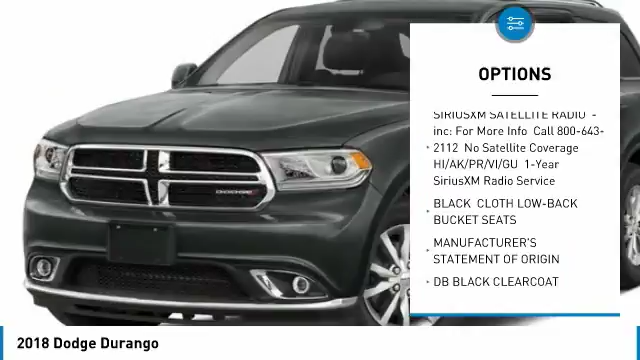 OPTIONS
SIRIUSXM SATELLITE RADIO -
inc: For More Info Call 800-643-
2112 No Satellite Coverage
HI/AK/PR/VI/GU 1-Year
SiriusXM Radio Service
BLACK CLOTH LOW-BACK
BUCKET SEATS
MANUFACTURER'S
STATEMENT OF ORIGIN
DB BLACK CLEARCOAT
DODGE
2018 Dodge Durango